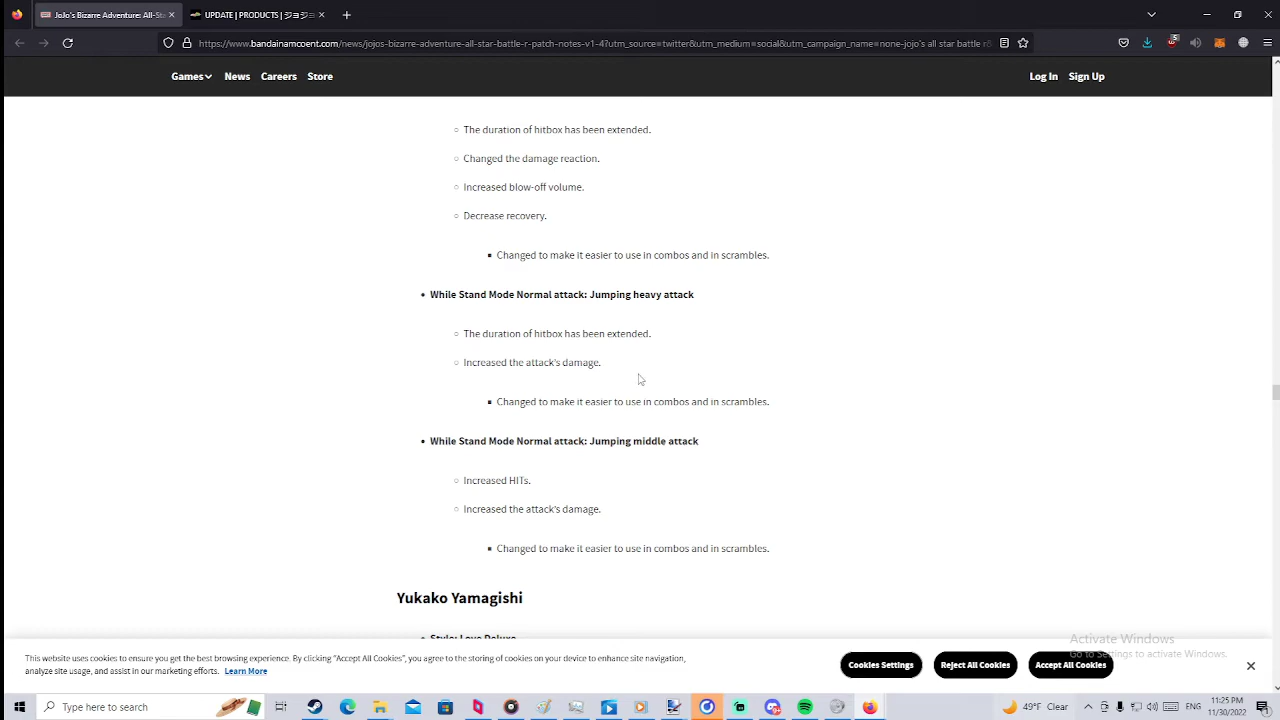 JoJo's Bizarre Adventure: All-Sta
UPDATE | PRODUCTS | ジョジョ
https://www.bandainamcoent.com/news/jojos-bizarre-adventure-all-star-battle-r-patch-notes-v1-4?utm_source=twitter&utm_medium=social&utm_campaign_name=none-jojo's all star battle r
Games News Careers Store Log In Sign Up
The duration of hitbox has been extended.
Changed the damage reaction.
Increased blow-off volume.
Decrease recovery.
Changed to make it easier to use in combos and in scrambles.
While Stand Mode Normal attack: Jumping heavy attack
The duration of hitbox has been extended.
Increased the attack's damage.
Changed to make it easier to use in combos and in scrambles.
While Stand Mode Normal attack: Jumping middle attack
Increased HITs.
Increased the attack's damage.
Changed to make it easier to use in combos and in scrambles.
Yukako Yamagishi
Style: Love Deluxe
Activate Windows
Go to Settings to activate Windows.
This website uses cookies to ensure you get the best browsing experience. By clicking "Accept All Cookies", you agree to the storing of cookies on your device to enhance site navigation,
analyze site usage, and assist in our marketing efforts. Learn More
Cookies Settings
Reject All Cookies
Accept All Cookies
Type here to search
49°F Clear
ENG
11:25 PM
11/30/2022